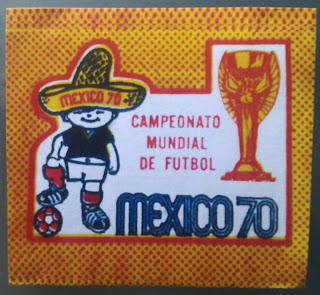 MEXICO 70
CAMPEONATO
MUNDIAL
DE FUTBOL
MEXICO 70